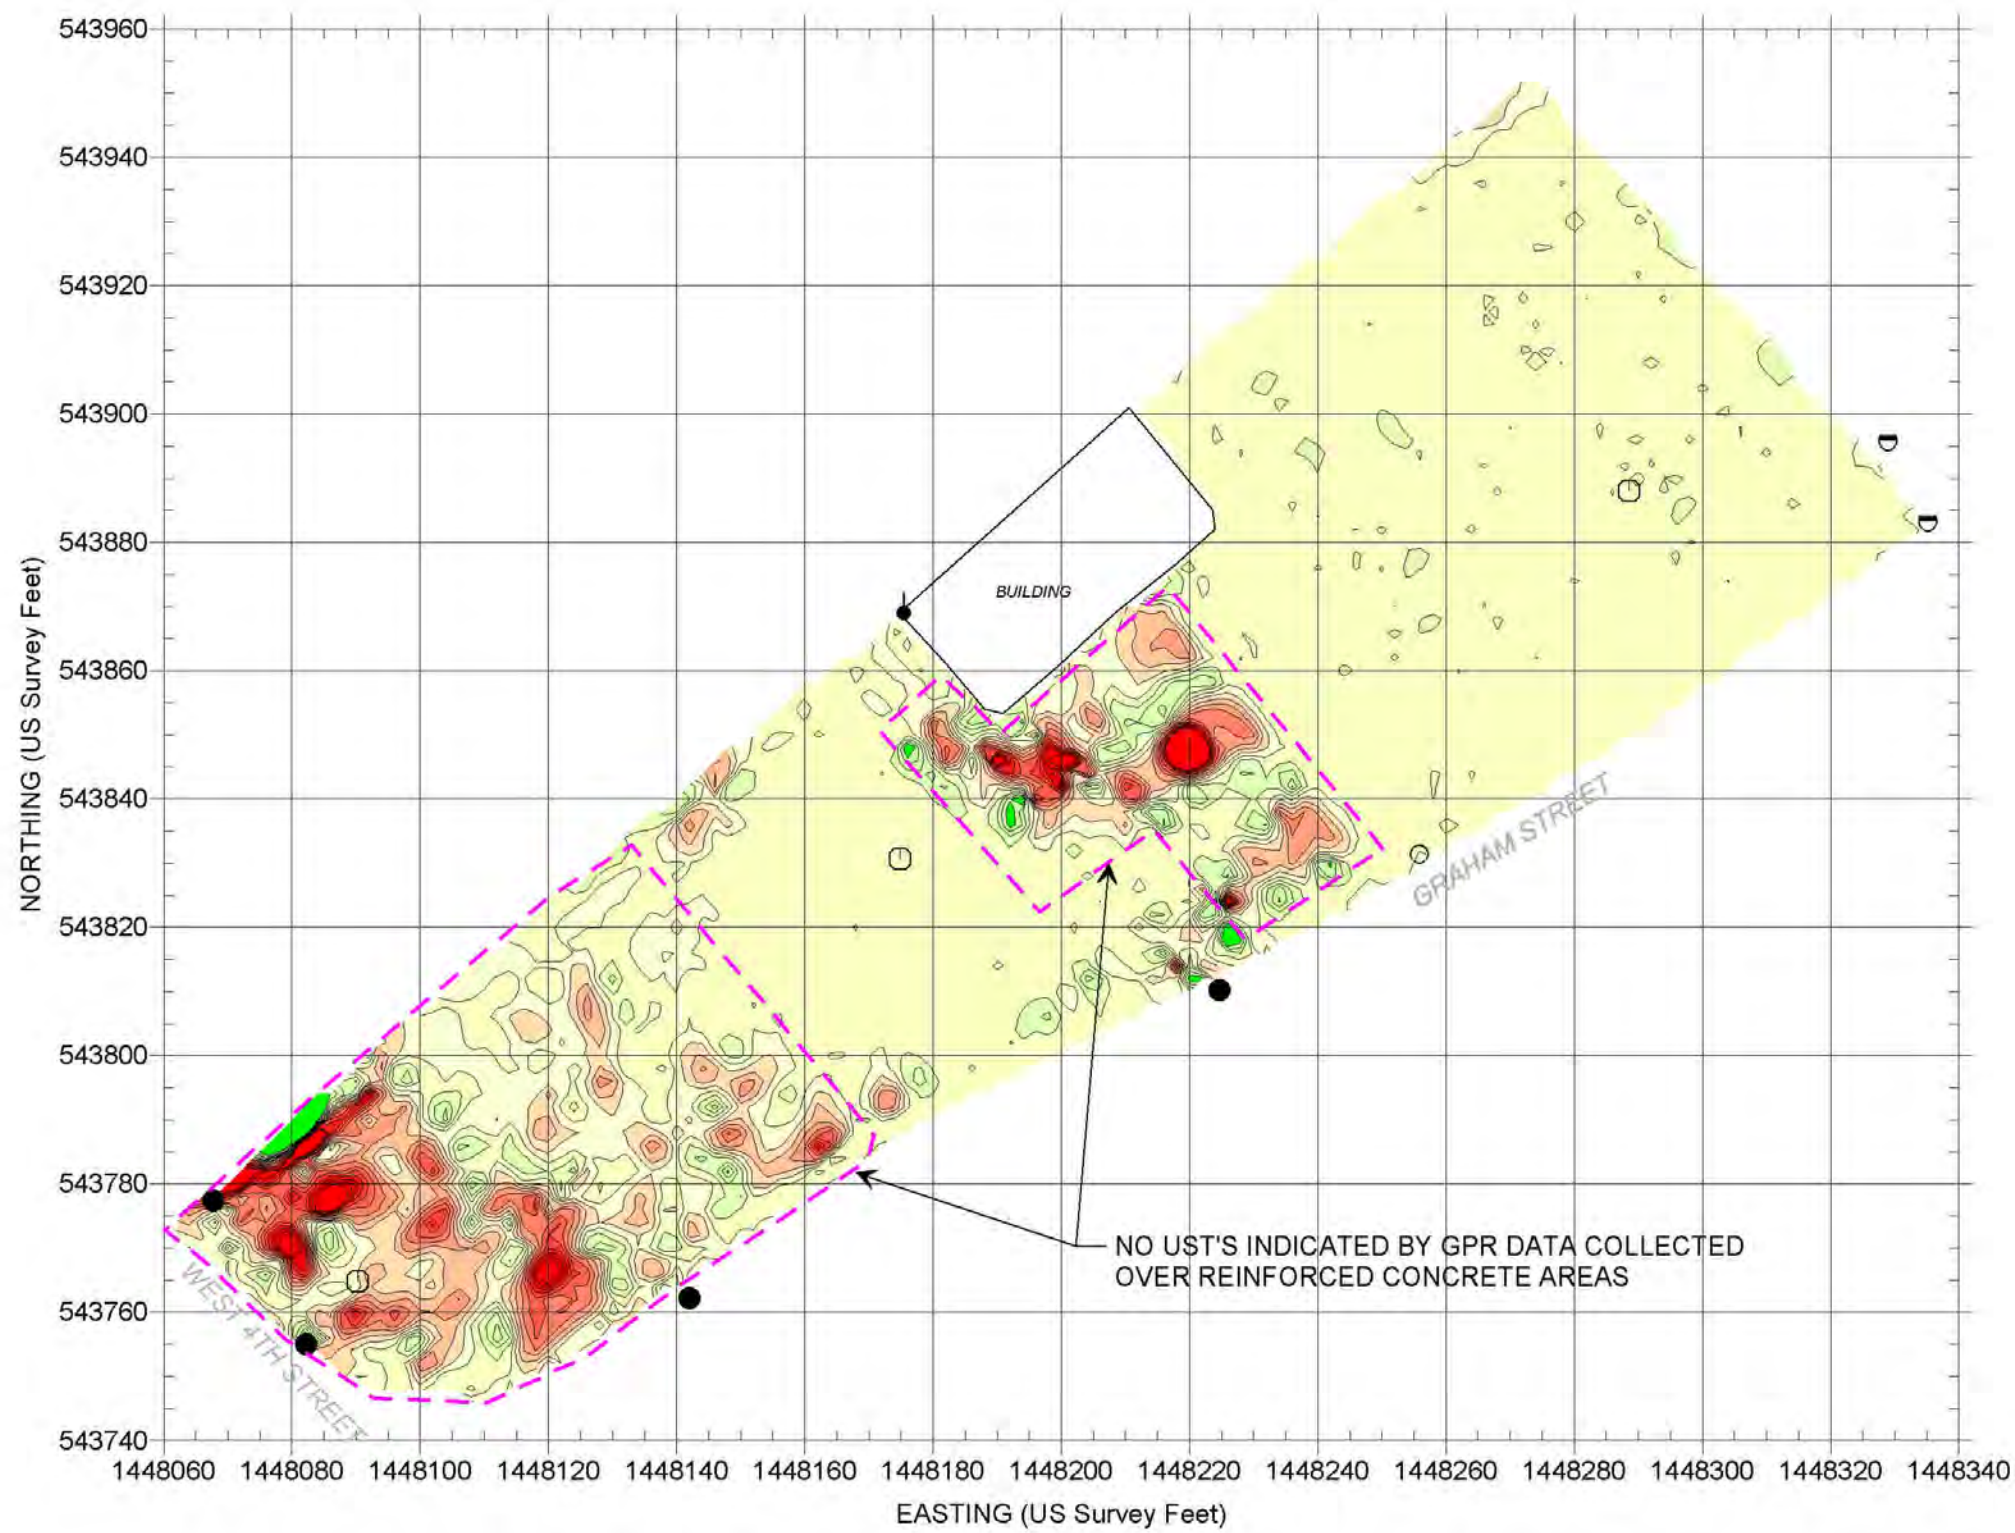 543960
543940
543920
543900
543880
543860
543840
543820
543800
543780
543760
543740
NORTHING (US Survey Feet)
BUILDING
GRAHAM STREET
NO UST'S INDICATED BY GPR DATA COLLECTED
OVER REINFORCED CONCRETE AREAS
WEST 4TH STREET
1448060 1448080 1448100 1448120 1448140 1448160 1448180 1448200 1448220 1448240 1448260 1448280 1448300 1448320 1448340
EASTING (US Survey Feet)